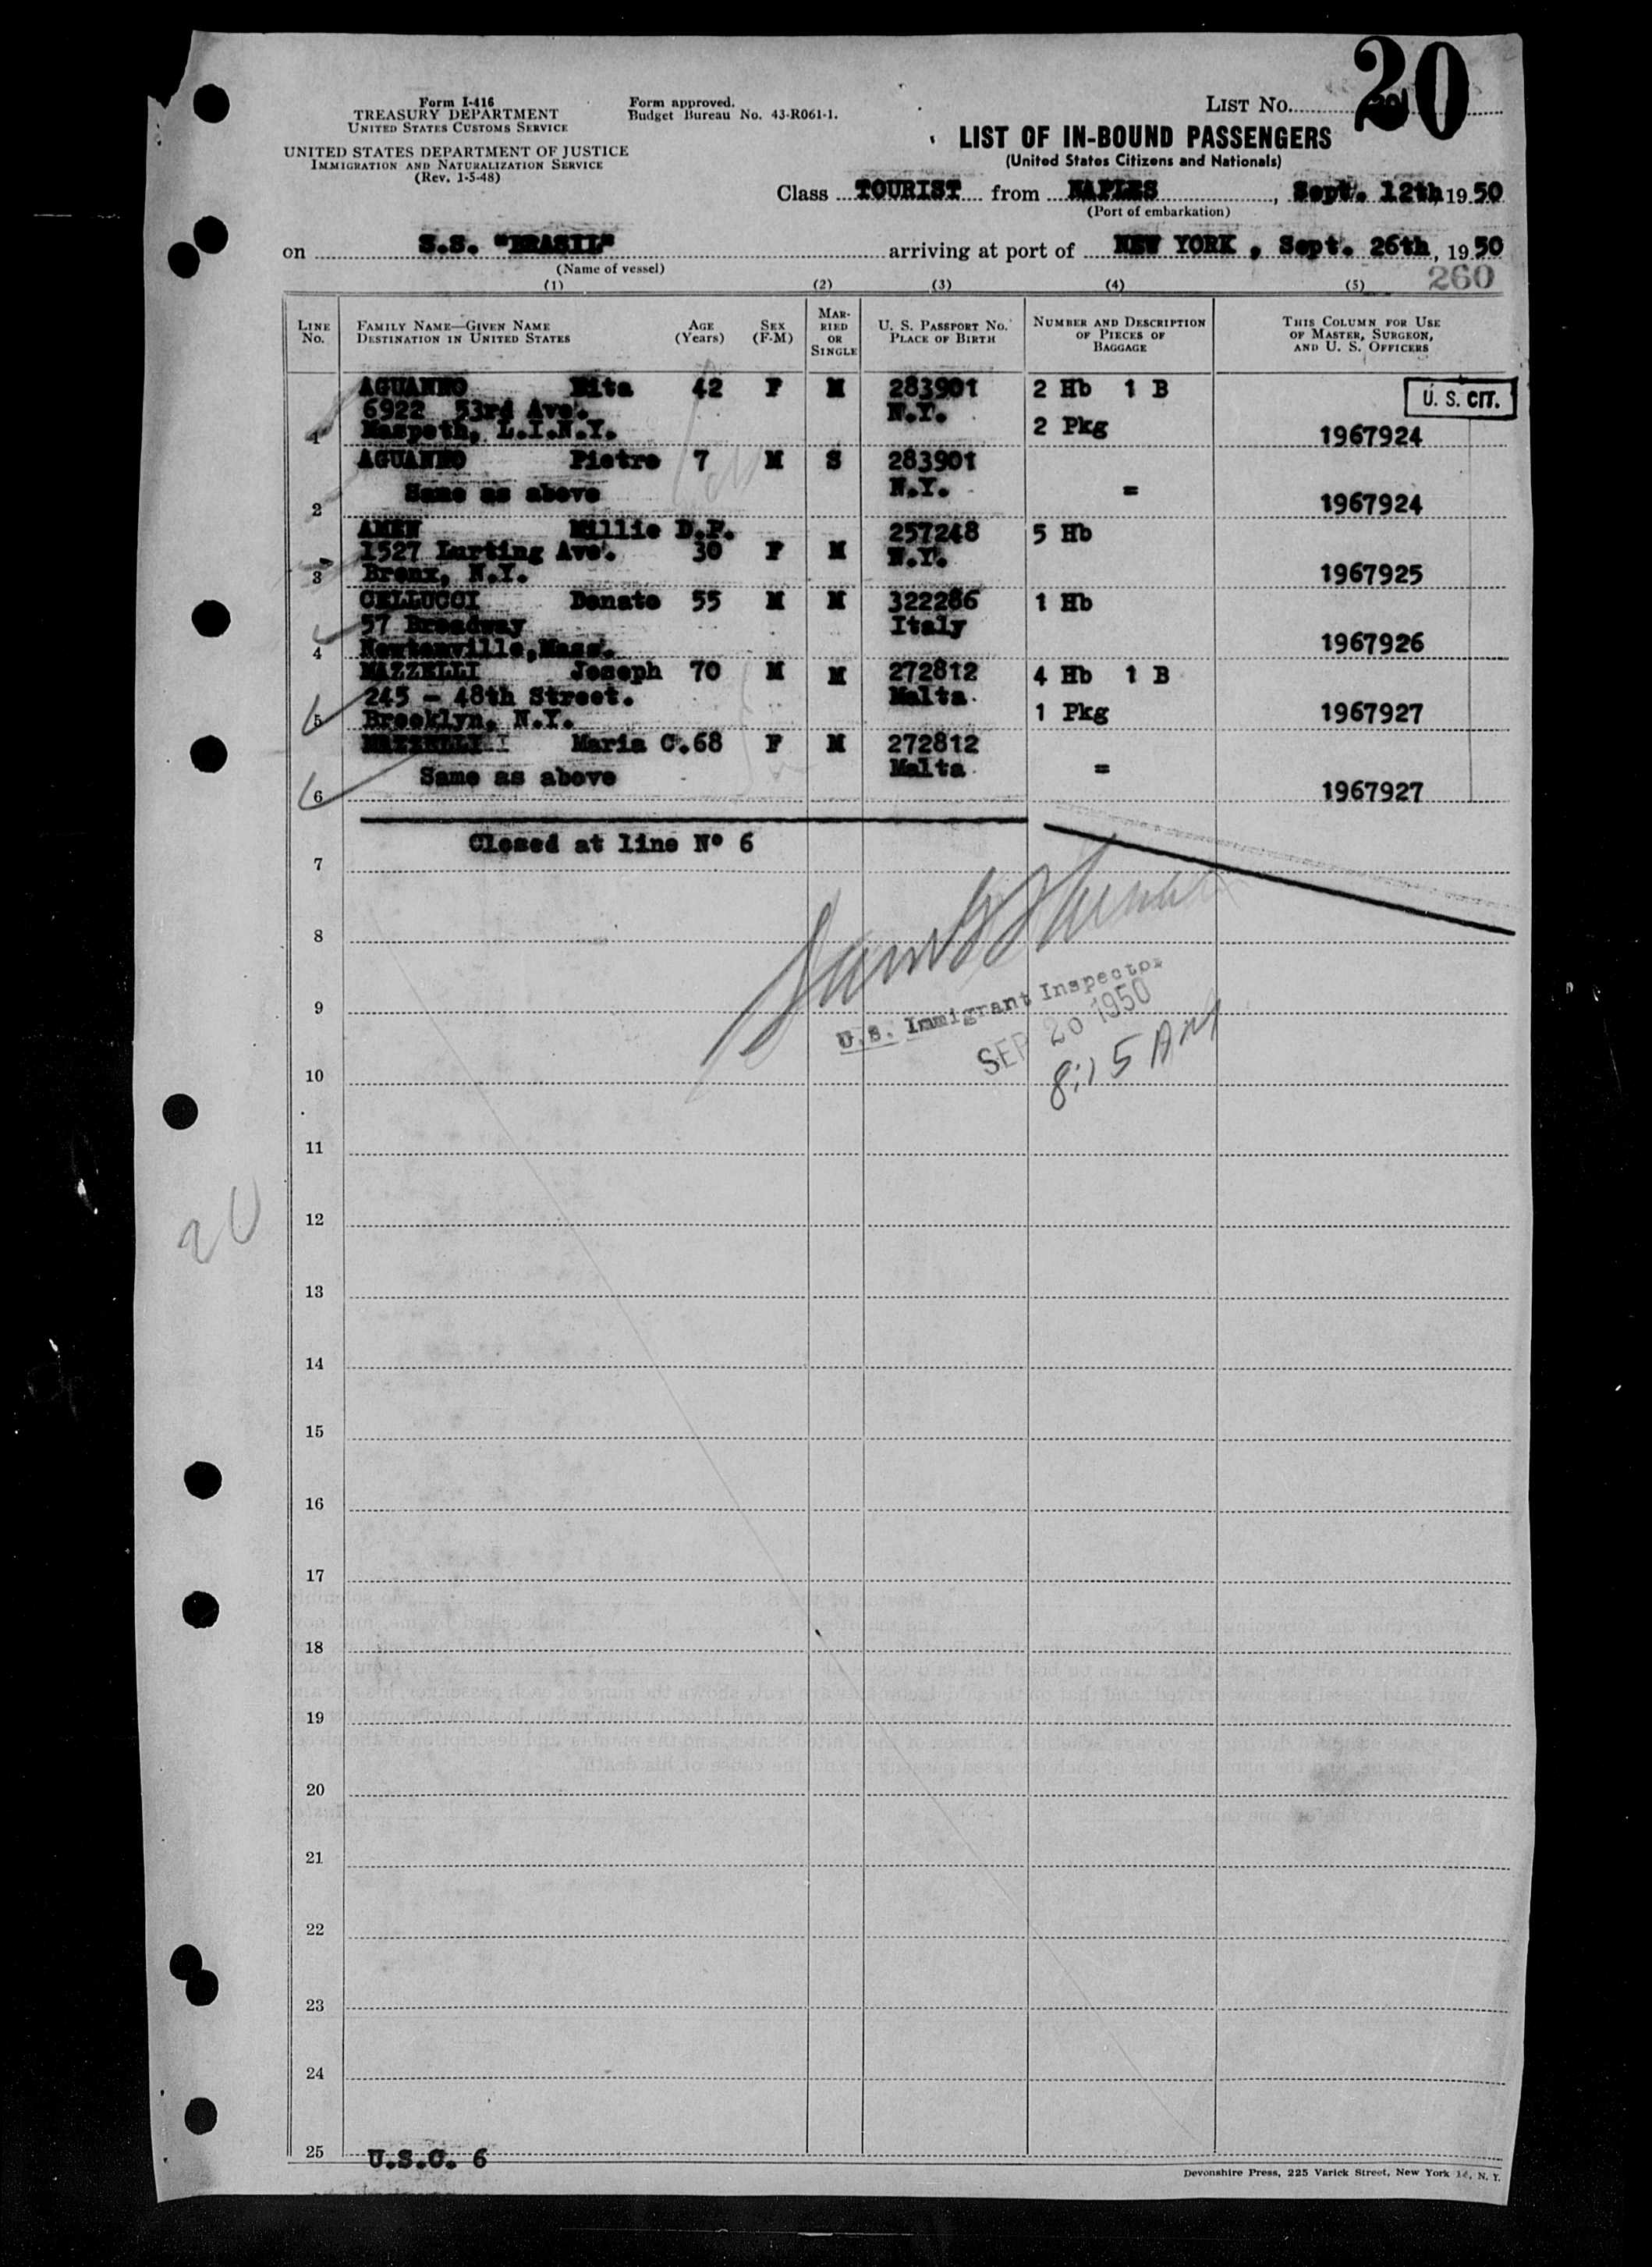 20
Form I-416
TREASURY DEPARTMENT
UNITED STATES CUSTOMS SERVICE
UNITED STATES DEPARTMENT OF JUSTICE
IMMIGRATION AND NATURALIZATION SERVICE
(Rev. 1-5-48)
Form approved.
Budget Bureau No. 43-R061-1.
LIST NO.
LIST OF IN-BOUND PASSENGERS
(United States Citizens and Nationals)
Class TOURIST from NAPLES, Sept. 12th 1950
(Port of embarkation)
on S.S. "BRASIL" arriving at port of NEW YORK, Sept. 26th, 1950
(Name of vessel)
260
(1) (2) (3) (4) (5)
LINE NO. FAMILY NAME—GIVEN NAME DESTINATION IN UNITED STATES AGE (Years) SEX (F-M) MARRIED OR SINGLE U. S. PASSPORT NO. PLACE OF BIRTH NUMBER AND DESCRIPTION OF PIECES OF BAGGAGE THIS COLUMN FOR USE OF MASTER, SURGEON, AND U. S. OFFICERS
AGUANNO 42 F M 283901 2 Hb 1 B U. S. CIT.
6922 53rd Ave. N.Y.
1 Maspeth, L.I.N.Y. 2 Pkg 1967924
AGUANNO Pietro 7 M S 283901
Same as above N.Y. =
2 1967924
AMEN Millie D.P. 257248 5 Hb
1527 Lurting Ave. 30 F M N.Y.
3 Bronx, N.Y. 1967925
CELLUCCI Donato 55 M M 322286 1 Hb
57 Broadway Italy
4 Newtonville, Mass. 1967926
MAZZELLI Joseph 70 M M 272812 4 Hb 1 B
245 - 48th Street. Malta
5 Brooklyn, N.Y. 1 Pkg 1967927
MAZZELLI Maria C. 68 F M 272812
Same as above Malta =
6 1967927
Closed at line Nº 6
7
8
U.S. Immigrant Inspector
9
SEP 26 1950
8:15 AM
10
11
12
20
13
14
15
16
17
18
19
20
21
22
23
24
25 U.S.C. 6
Devonshire Press, 225 Varick Street, New York 14, N. Y.